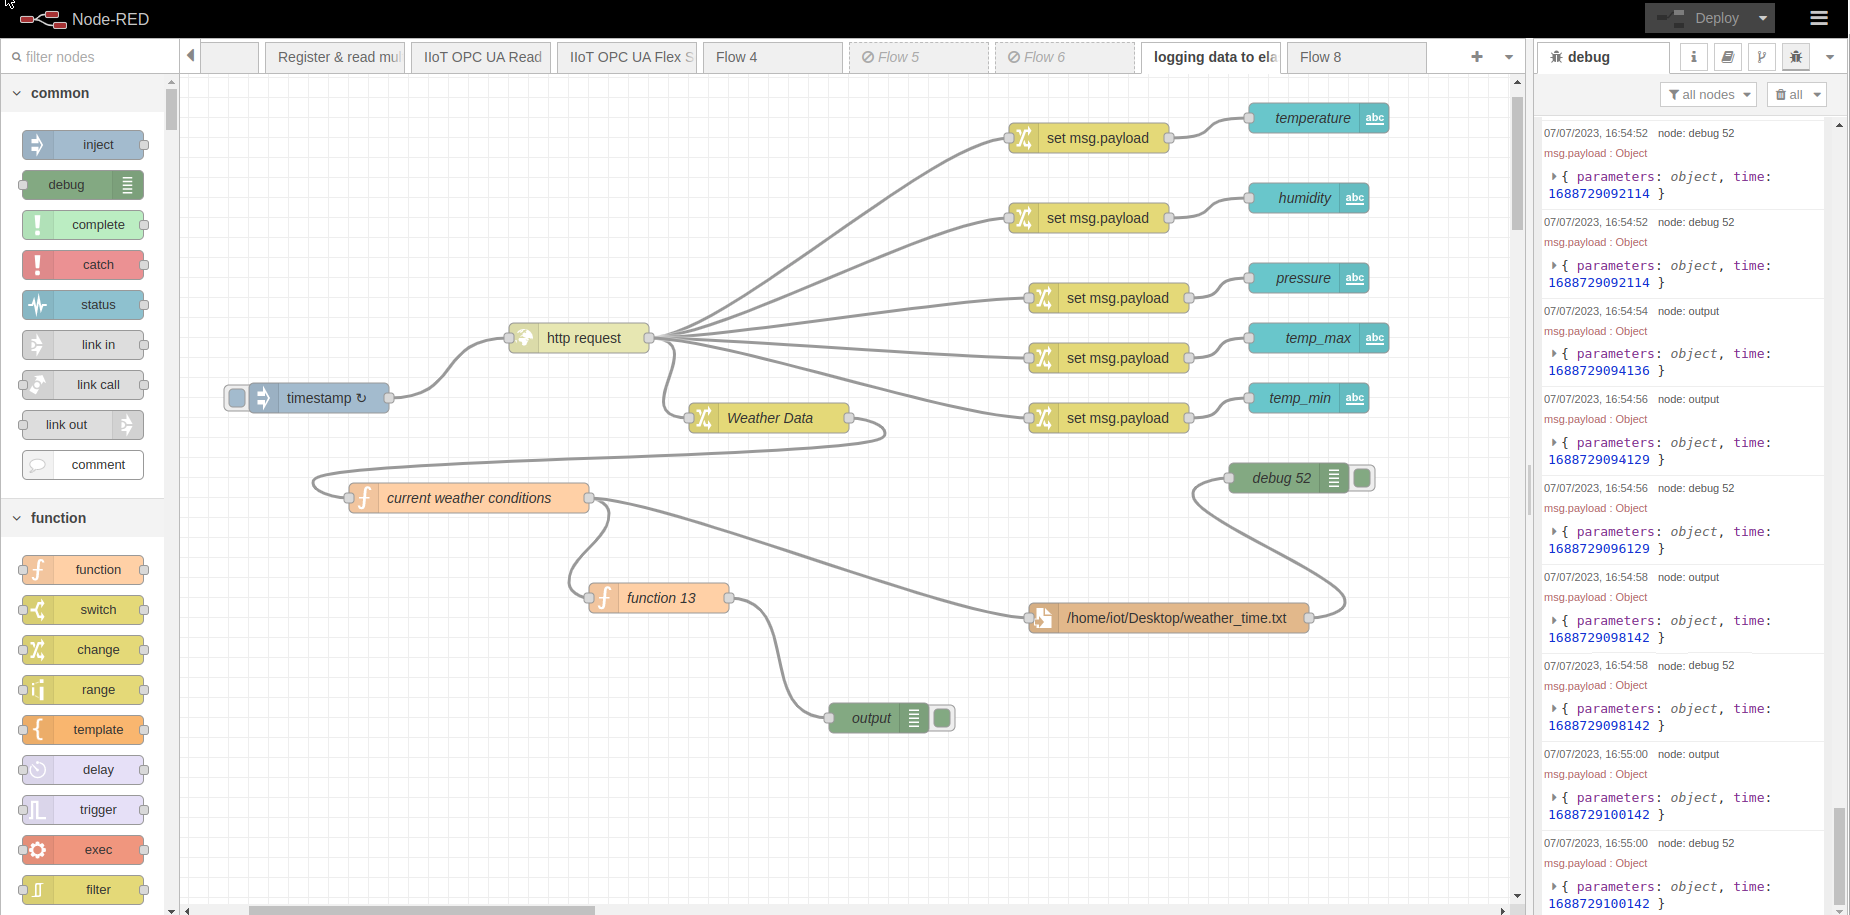 Node-RED
Deploy
filter nodes
Register & read mul
IIoT OPC UA Read
IIoT OPC UA Flex S
Flow 4
Flow 5
Flow 6
logging data to ela
Flow 8
debug
i
all nodes
all
common
inject
debug
complete
catch
status
link in
link call
link out
comment
function
function
switch
change
range
template
delay
trigger
exec
filter
set msg.payload
temperature
abc
set msg.payload
humidity
abc
set msg.payload
pressure
abc
http request
set msg.payload
temp_max
abc
timestamp ↻
Weather Data
set msg.payload
temp_min
abc
current weather conditions
debug 52
function 13
/home/iot/Desktop/weather_time.txt
output
07/07/2023, 16:54:52 node: debug 52
msg.payload : Object
{ parameters: object, time:
1688729092114 }
07/07/2023, 16:54:52 node: debug 52
msg.payload : Object
{ parameters: object, time:
1688729092114 }
07/07/2023, 16:54:54 node: output
msg.payload : Object
{ parameters: object, time:
1688729094136 }
07/07/2023, 16:54:56 node: output
msg.payload : Object
{ parameters: object, time:
1688729094129 }
07/07/2023, 16:54:56 node: debug 52
msg.payload : Object
{ parameters: object, time:
1688729096129 }
07/07/2023, 16:54:58 node: output
msg.payload : Object
{ parameters: object, time:
1688729098142 }
07/07/2023, 16:54:58 node: debug 52
msg.payload : Object
{ parameters: object, time:
1688729098142 }
07/07/2023, 16:55:00 node: output
msg.payload : Object
{ parameters: object, time:
1688729100142 }
07/07/2023, 16:55:00 node: debug 52
msg.payload : Object
{ parameters: object, time:
1688729100142 }